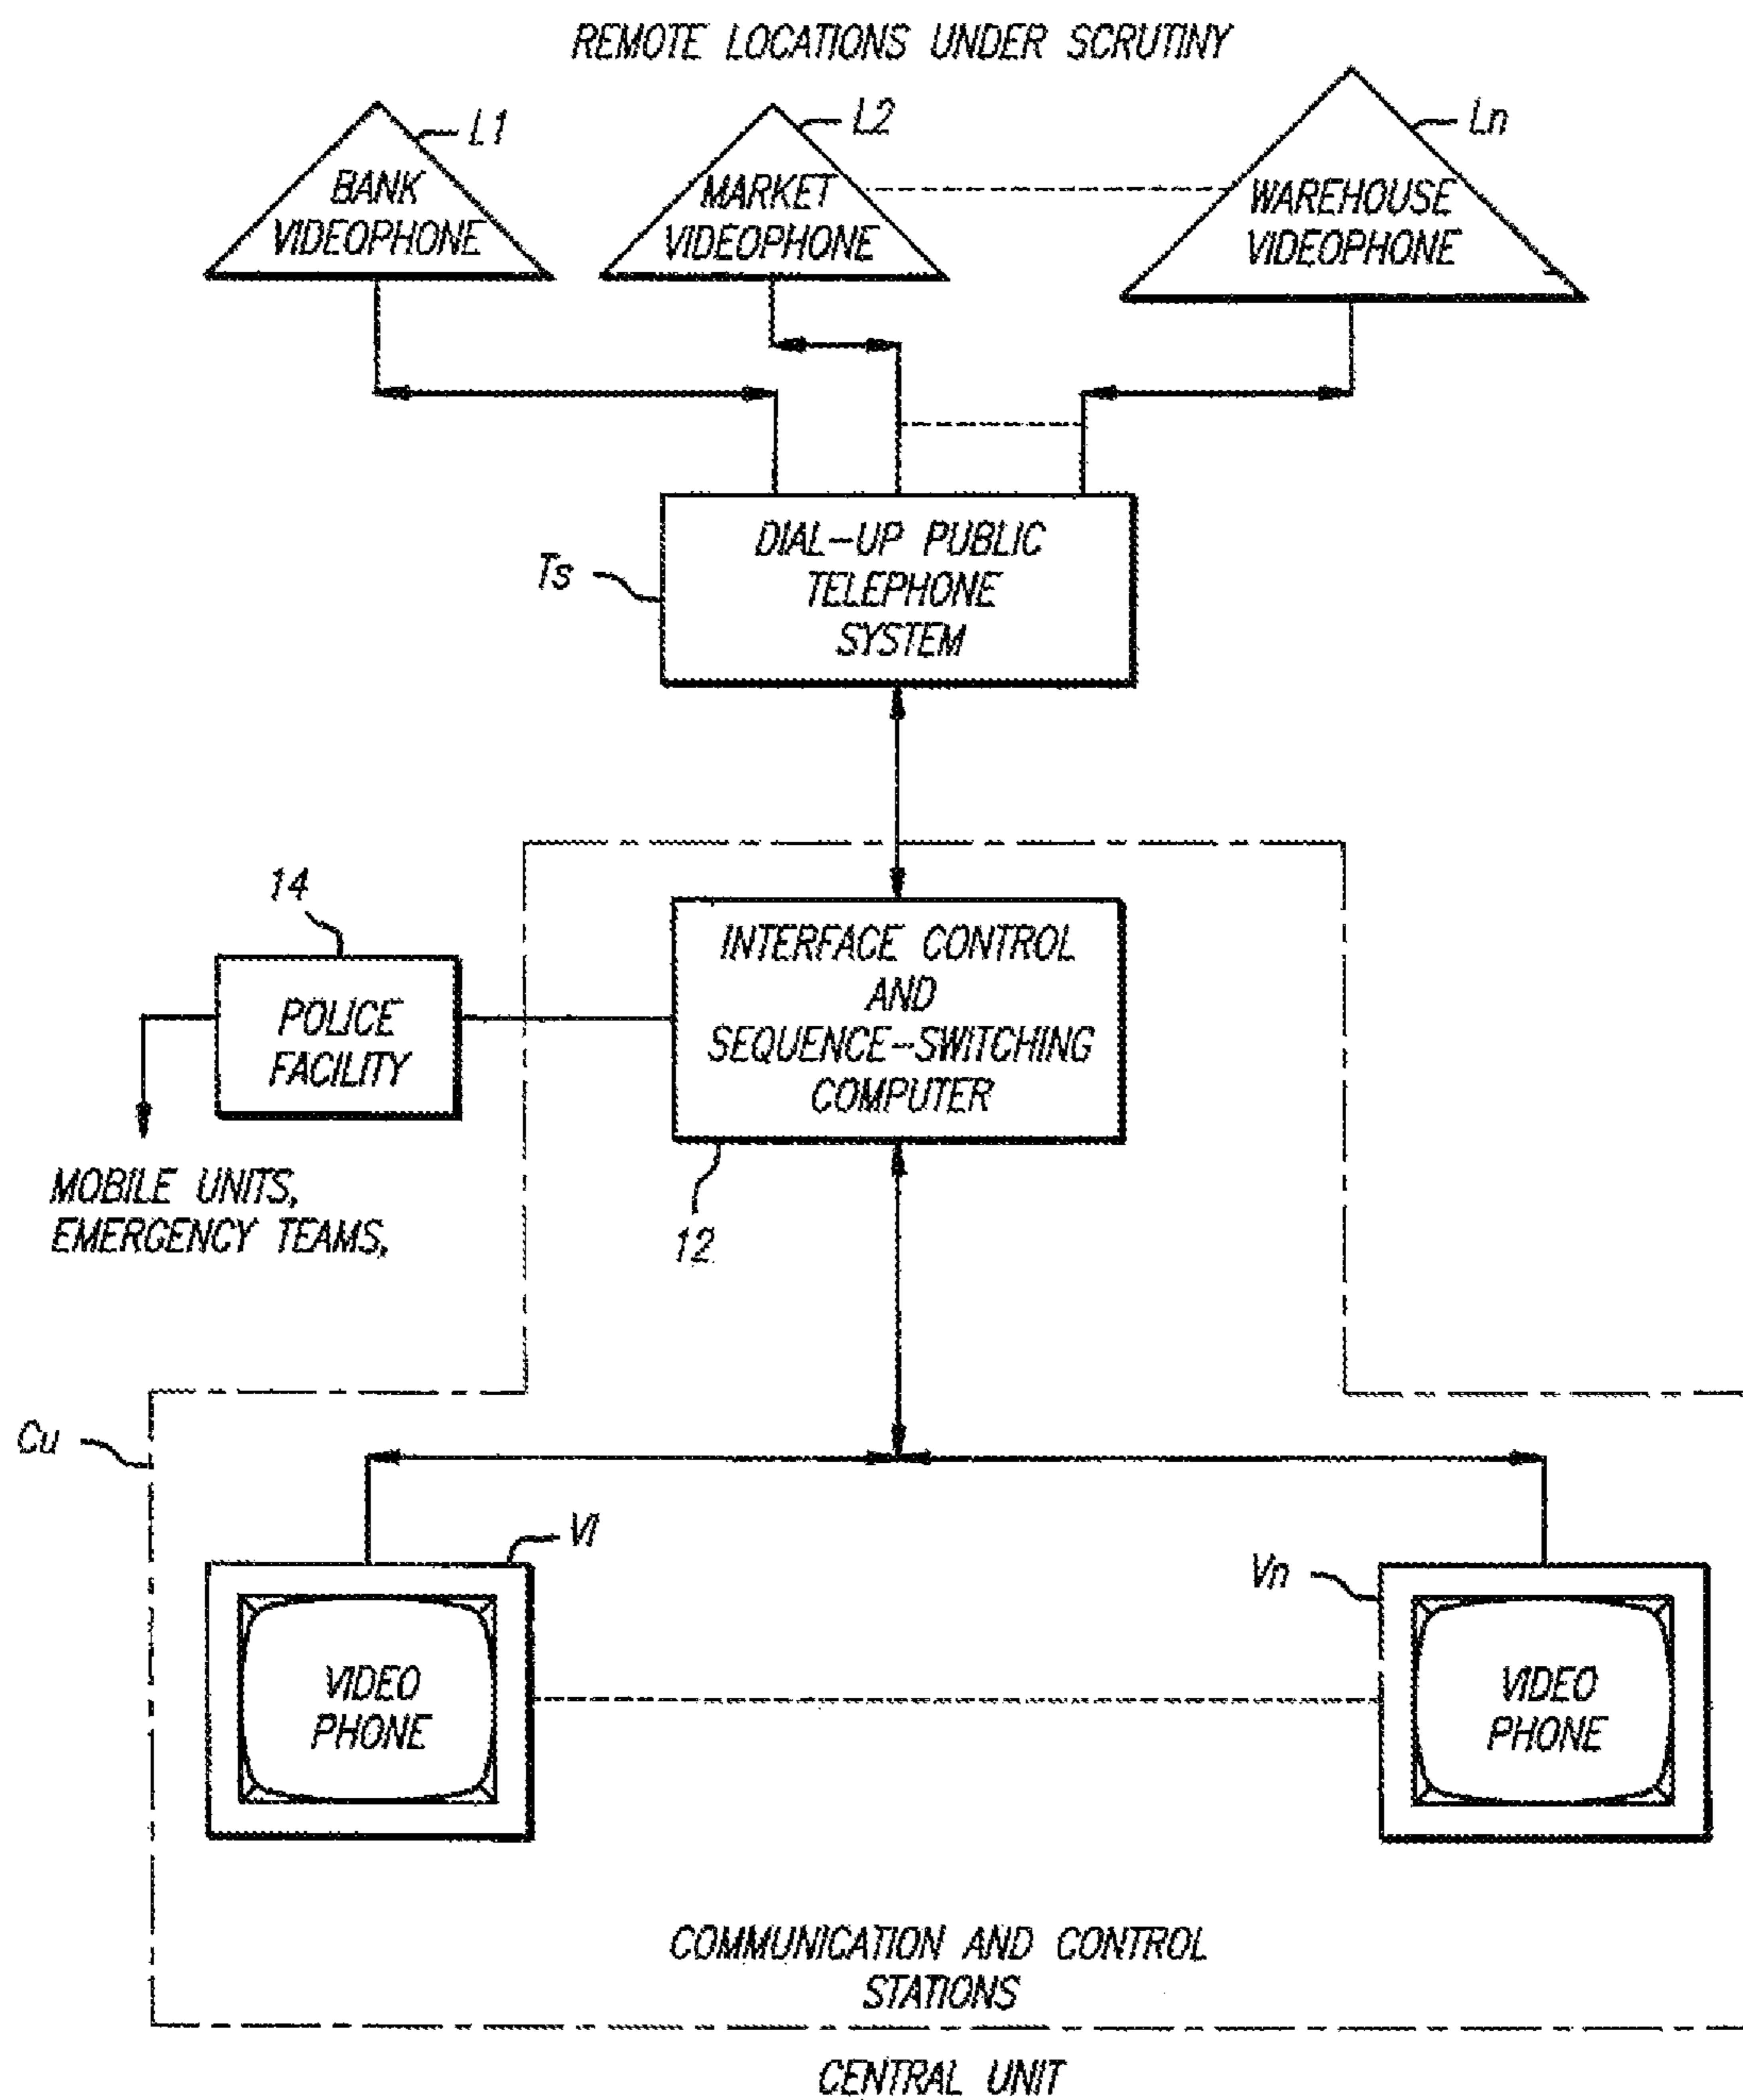 REMOTE LOCATIONS UNDER SCRUTINY
L1
L2
Ln
BANK
VIDEOPHONE
MARKET
VIDEOPHONE
WAREHOUSE
VIDEOPHONE
Ts
DIAL-UP PUBLIC
TELEPHONE
SYSTEM
14
POLICE
FACILITY
INTERFACE CONTROL
AND
SEQUENCE-SWITCHING
COMPUTER
MOBILE UNITS,
EMERGENCY TEAMS,
12
Cu
V1
Vn
VIDEO
PHONE
VIDEO
PHONE
COMMUNICATION AND CONTROL
STATIONS
CENTRAL UNIT